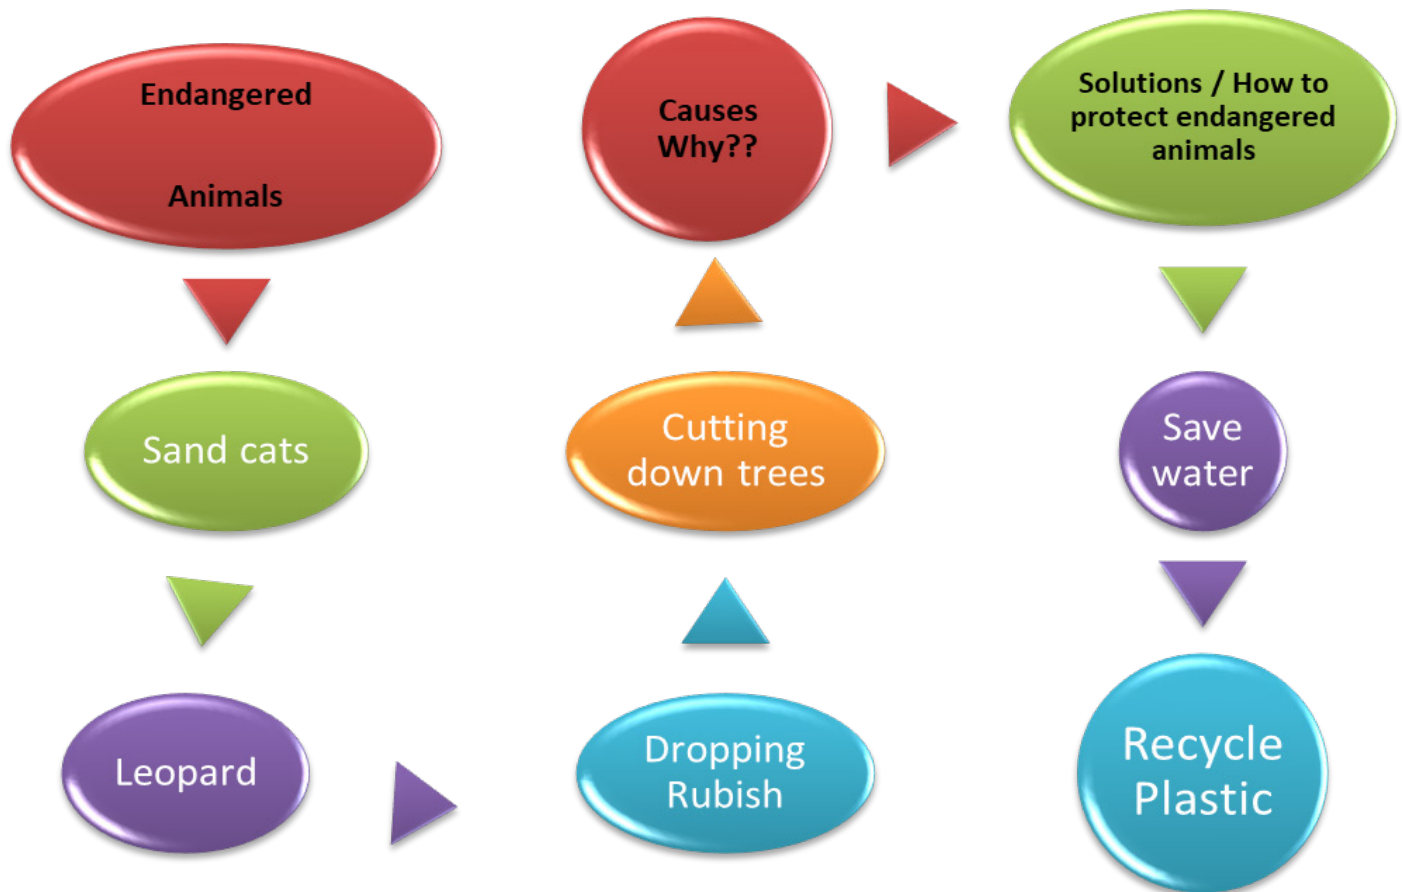 Endangered
Animals
Sand cats
Leopard
Dropping
Rubish
Cutting
down trees
Causes
Why??
Solutions / How to
protect endangered
animals
Save
water
Recycle
Plastic